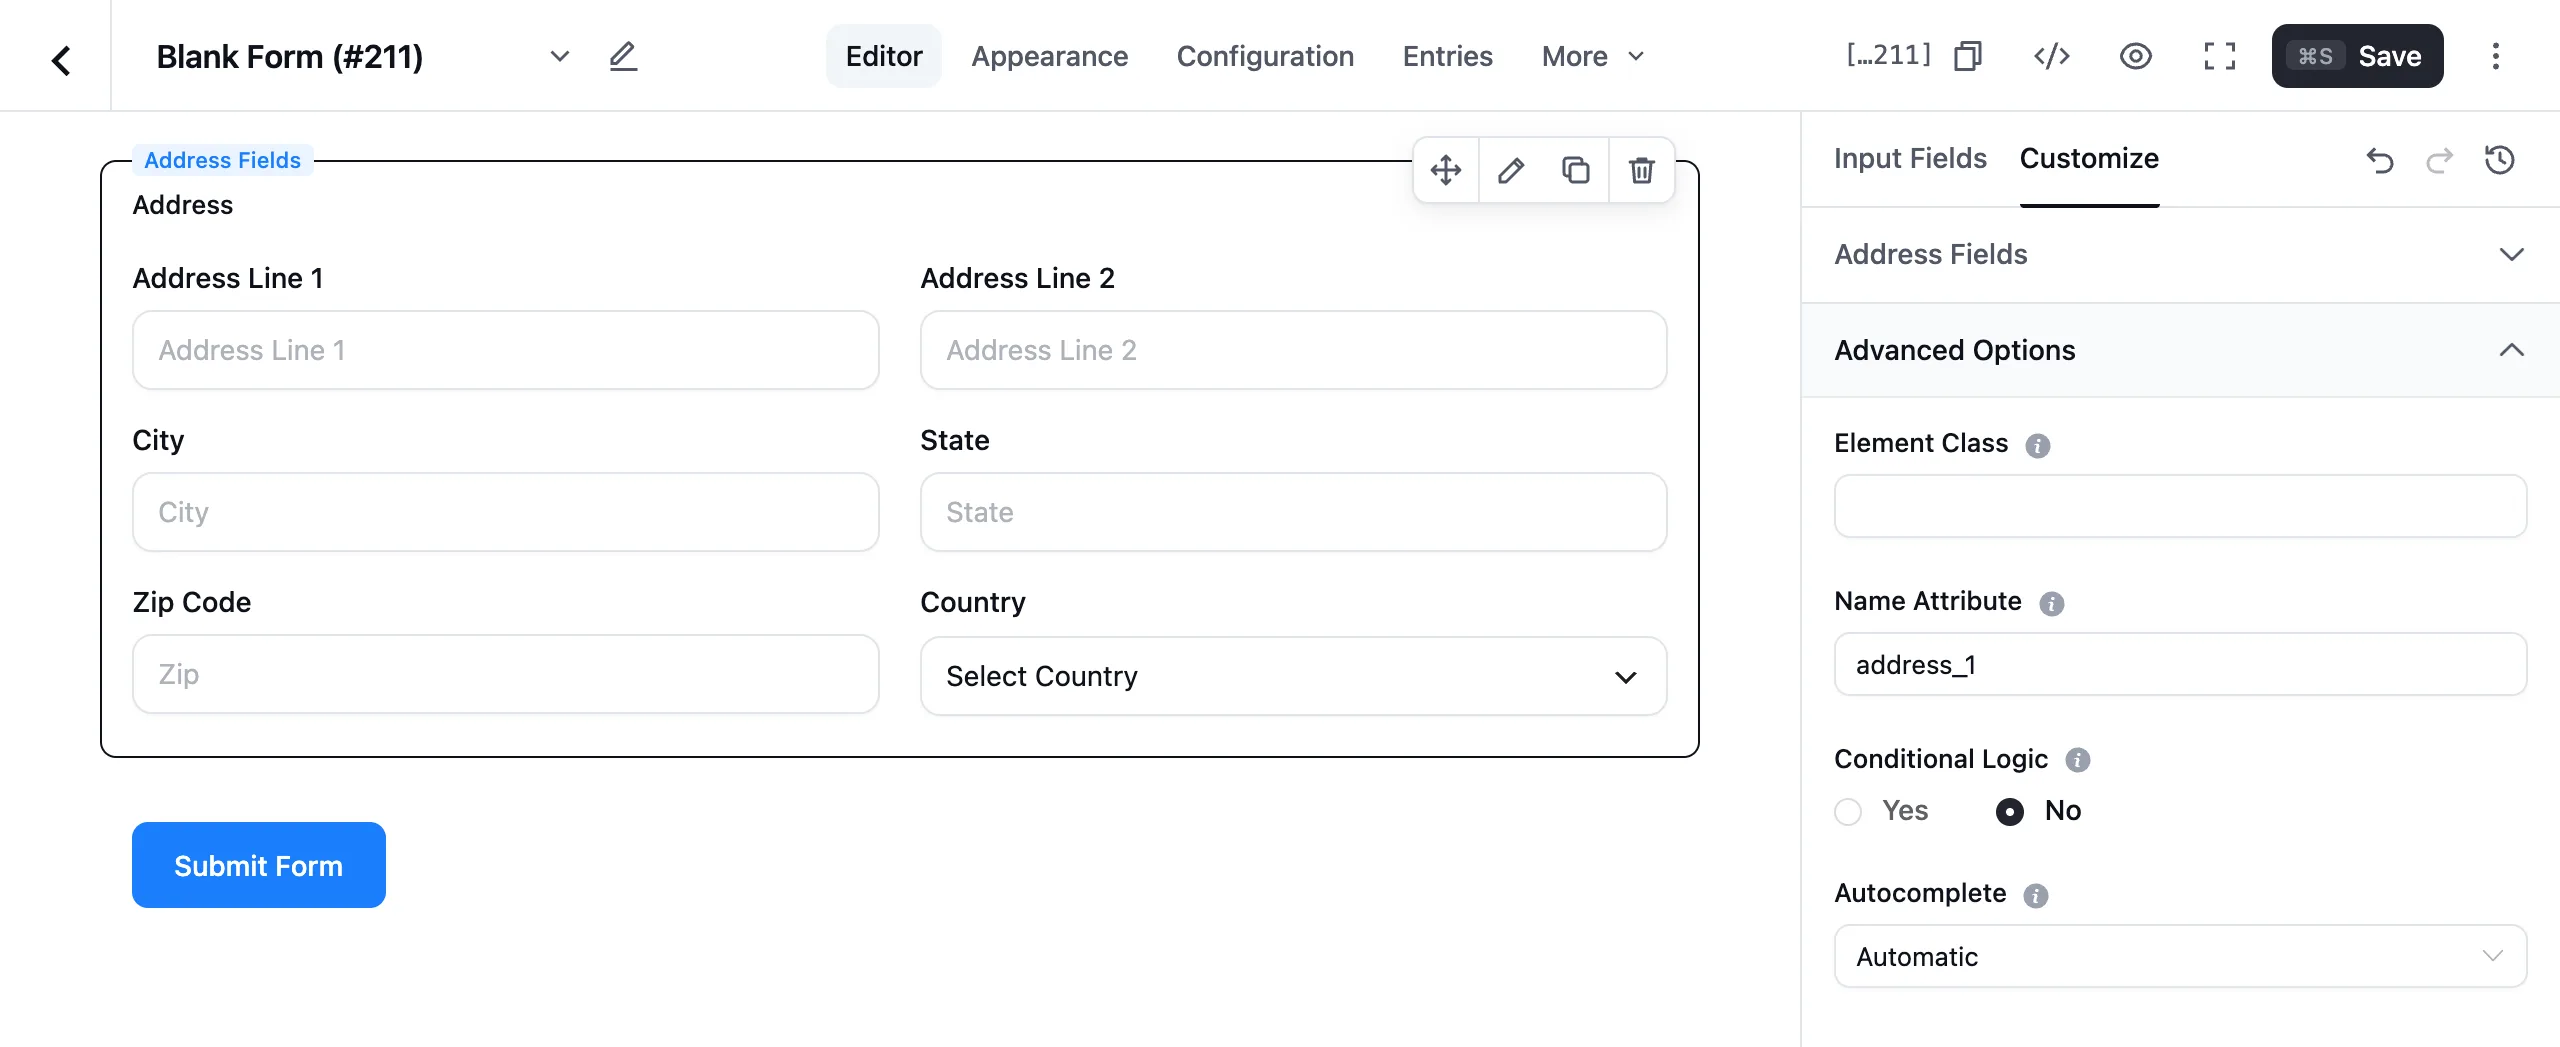 Blank Form (#211)
Editor
Appearance
Configuration
Entries
More
[…211]
⌘S Save
Address Fields
Address
Address Line 1
Address Line 2
Address Line 1
Address Line 2
City
State
City
State
Zip Code
Country
Zip
Select Country
Submit Form
Input Fields
Customize
Address Fields
Advanced Options
Element Class
Name Attribute
address_1
Conditional Logic
Yes
No
Autocomplete
Automatic